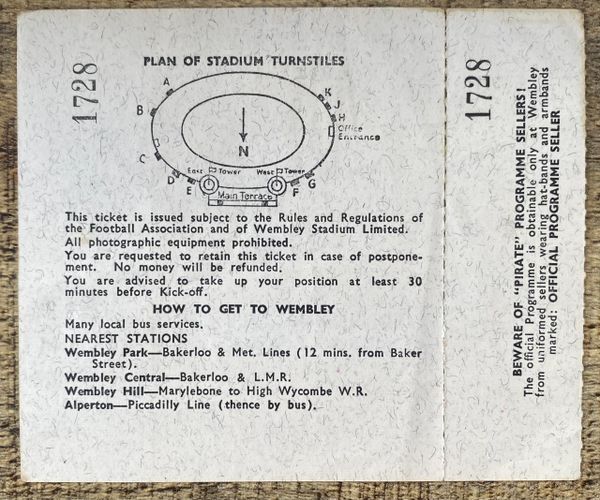 1728
PLAN OF STADIUM TURNSTILES
A
B
C
D
E
K
J
H
Office
Entrance
N
East Tower
West Tower
F
G
Main Terrace
This ticket is issued subject to the Rules and Regulations of
the Football Association and of Wembley Stadium Limited.
All photographic equipment prohibited.
You are requested to retain this ticket in case of postpone-
ment. No money will be refunded.
You are advised to take up your position at least 30
minutes before Kick-off.
HOW TO GET TO WEMBLEY
Many local bus services.
NEAREST STATIONS
Wembley Park—Bakerloo & Met. Lines (12 mins. from Baker
Street).
Wembley Central—Bakerloo & L.M.R.
Wembley Hill—Marylebone to High Wycombe W.R.
Alperton—Piccadilly Line (thence by bus).
1728
BEWARE OF "PIRATE" PROGRAMME SELLERS!
The official Programme is obtainable only at Wembley
from uniformed sellers wearing hat-bands and armbands
marked: OFFICIAL PROGRAMME SELLER